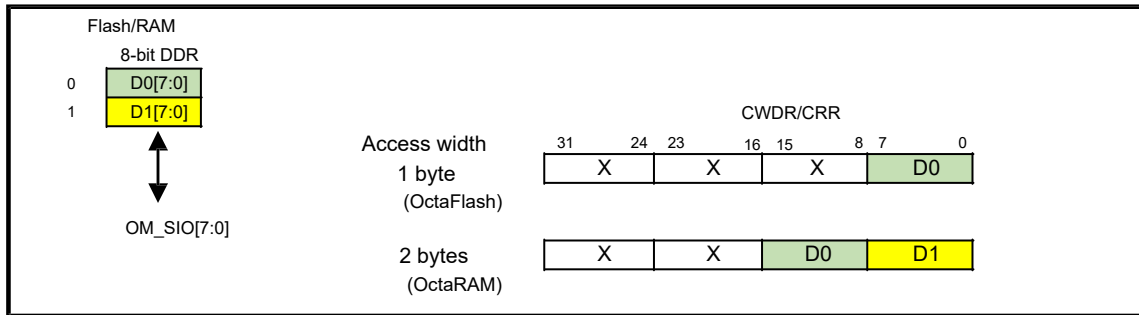 Flash/RAM
8-bit DDR
0 D0[7:0]
1 D1[7:0]
OM_SIO[7:0]
CWDR/CRR
Access width 31 24 23 16 15 8 7 0
1 byte X X X D0
(OctaFlash)
2 bytes X X D0 D1
(OctaRAM)